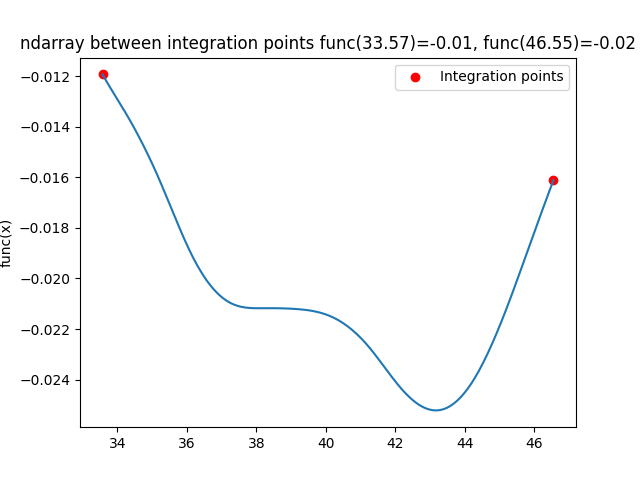 ndarray between integration points func(33.57)=-0.01, func(46.55)=-0.02
Integration points
func(x)
−0.012
−0.014
−0.016
−0.018
−0.020
−0.022
−0.024
34 36 38 40 42 44 46